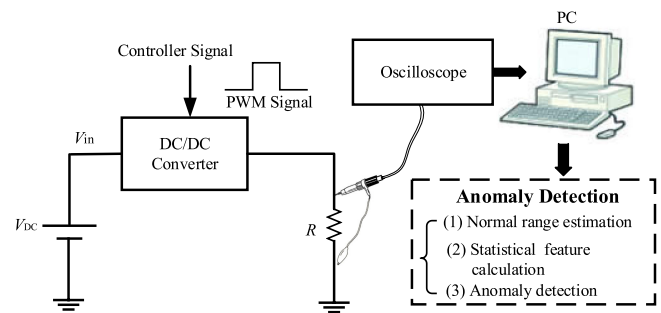 Controller Signal
PWM Signal
Vin
DC/DC
Converter
VDC
R
Oscilloscope
PC
Anomaly Detection
(1) Normal range estimation
(2) Statistical feature
calculation
(3) Anomaly detection